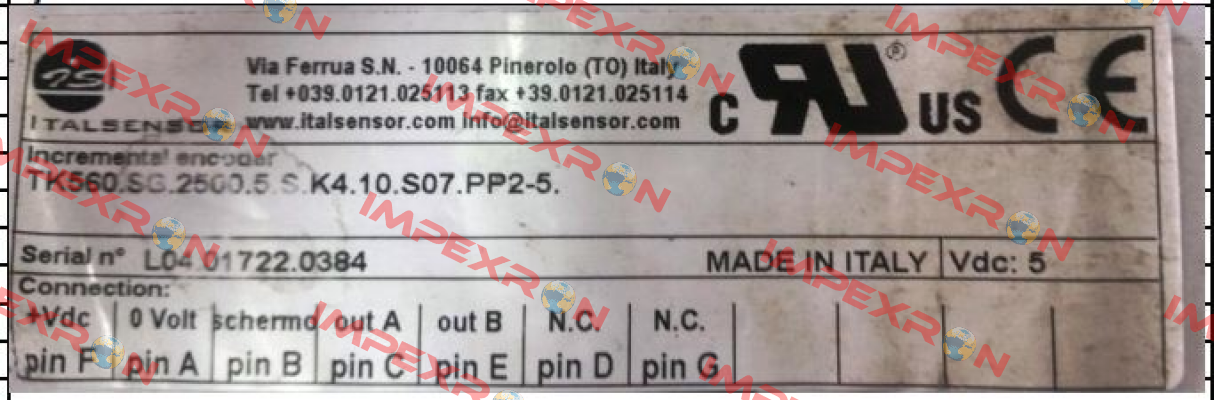 Via Ferrua S.N. - 10064 Pinerolo (TO) Italy
Tel +039.0121.025113 fax +39.0121.025114
ITALSENSOR www.italsensor.com Info@italsensor.com
C RU ® US CE
Incremental encoder
TK560.SG.2500.5.S.K4.10.S07.PP2-5.
Serial n° L04.01722.0384 MADE IN ITALY Vdc: 5
Connection:
+Vdc 0 Volt schermo out A out B N.C. N.C.
pin F pin A pin B pin C pin E pin D pin G
IMPEXRON